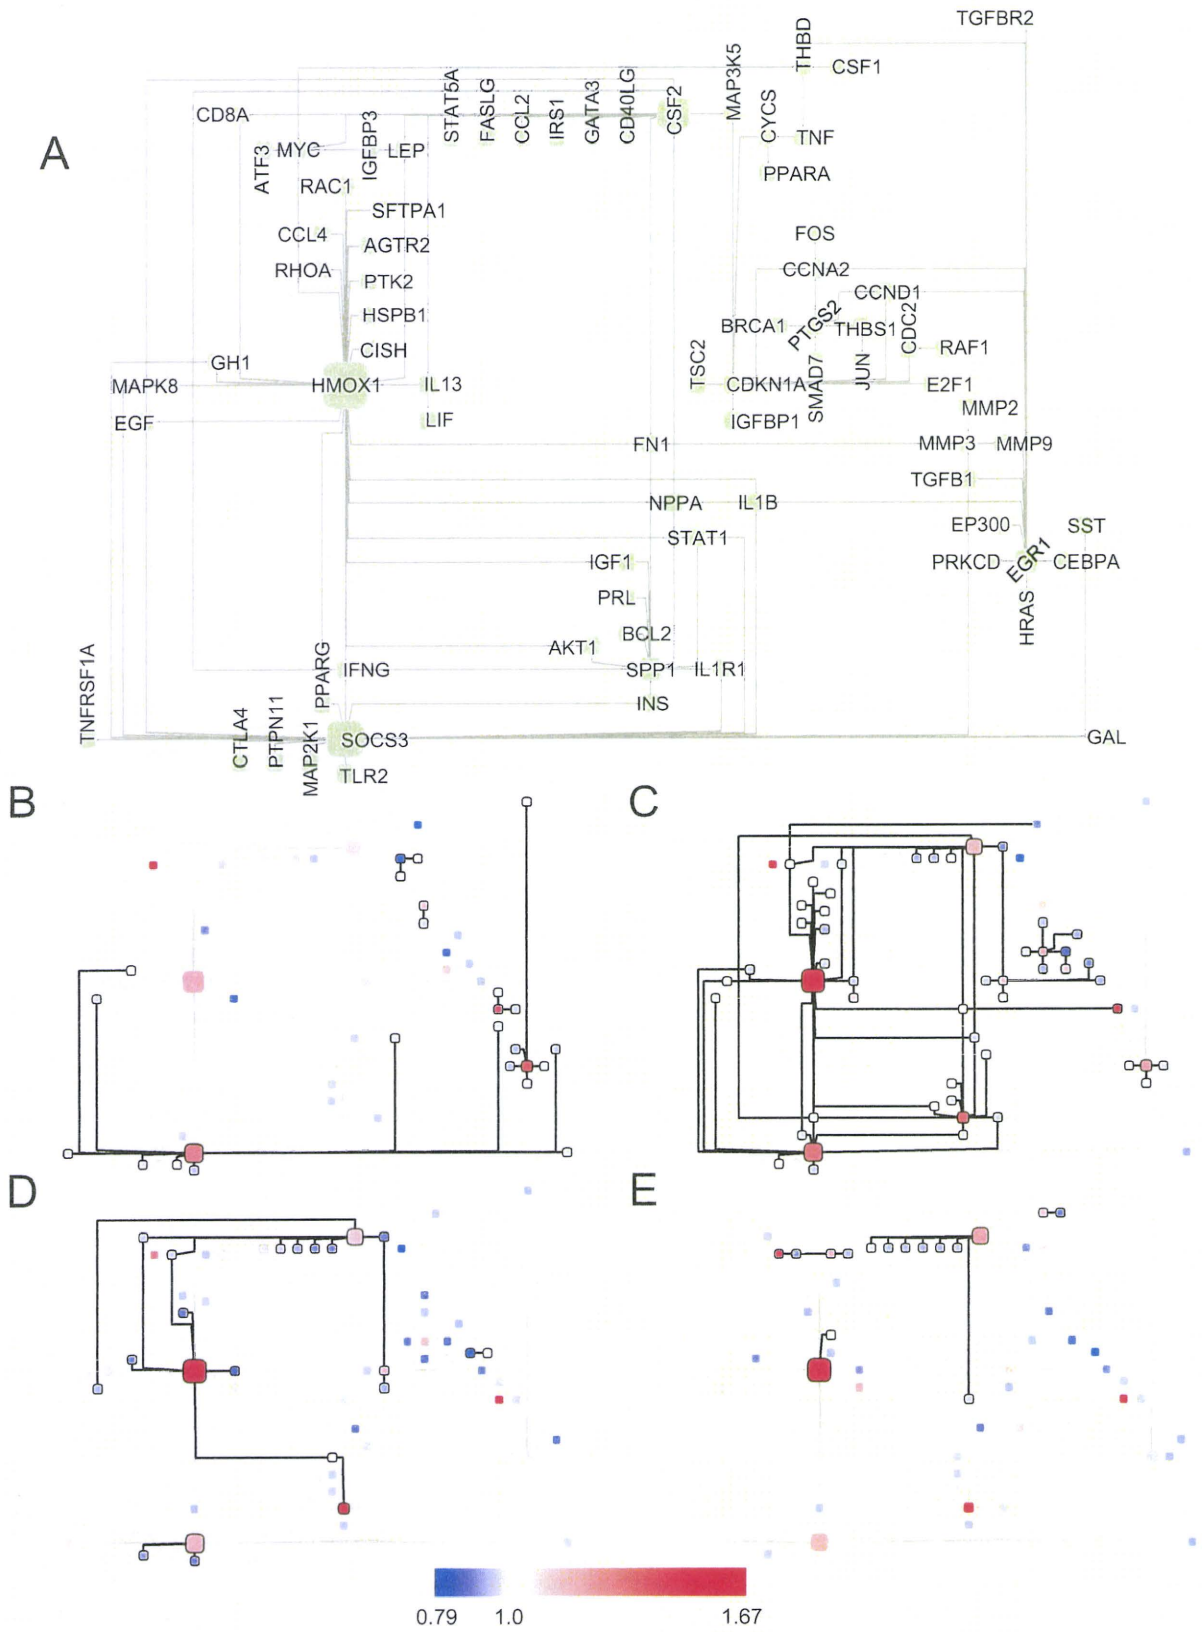 TGFBR2
THBD
CSF1
MAP3K5
STAT5A
FASLG
CCL2
IRS1
GATA3
CD40LG
CSF2
CYCS
CD8A
TNF
A
ATF3
MYC
IGFBP3
LEP
PPARA
RAC1
SFTPA1
CCL4
AGTR2
FOS
RHOA
PTK2
CCNA2
CCND1
HSPB1
BRCA1
PTGS2
THBS1
CDC2
CISH
RAF1
GH1
TSC2
MAPK8
HMOX1
IL13
CDKN1A
SMAD7
JUN
E2F1
EGF
LIF
IGFBP1
MMP2
FN1
MMP3
MMP9
TGFB1
NPPA
IL1B
EP300
SST
STAT1
IGF1
PRKCD
EGR1
CEBPA
PRL
HRAS
BCL2
AKT1
TNFRSF1A
PPARG
IFNG
SPP1
IL1R1
INS
CTLA4
PTPN11
MAP2K1
SOCS3
GAL
TLR2
B
C
D
E
0.79
1.0
1.67